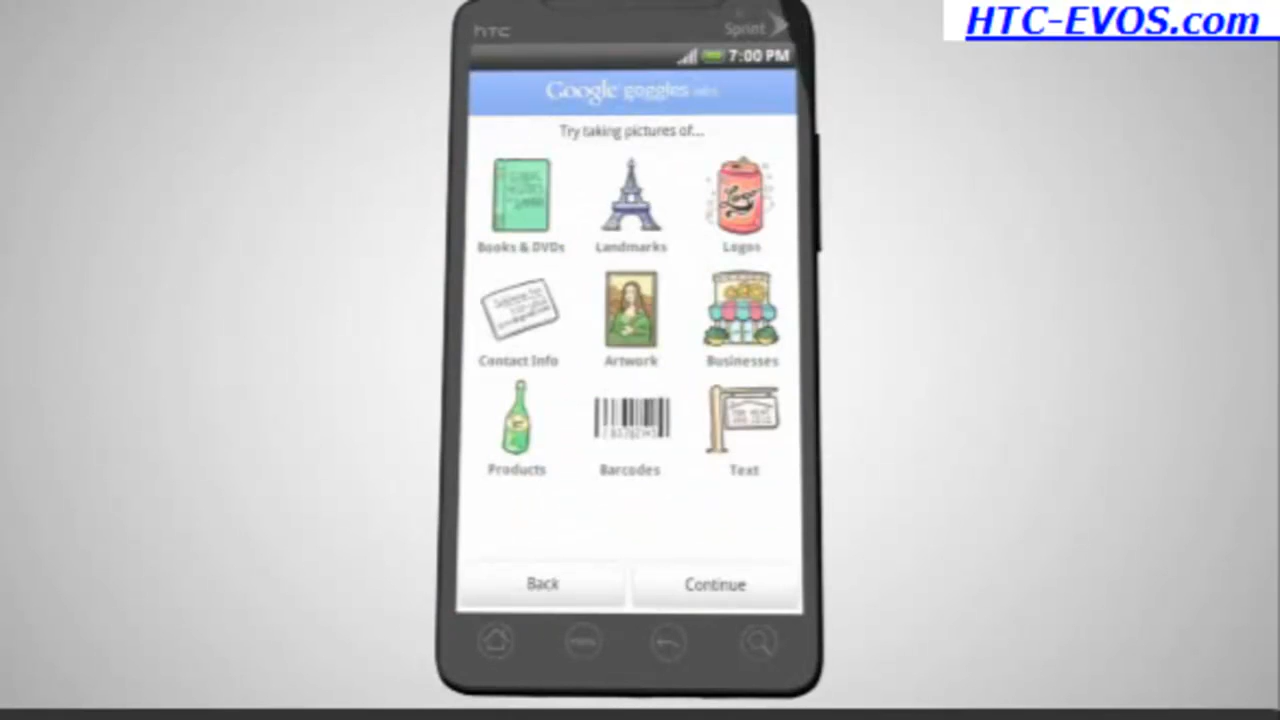 HTC-EVOS.com
hTC
Sprint
7:00 PM
Google goggles labs
Try taking pictures of...
Books & DVDs
Landmarks
Logos
Contact Info
Artwork
Businesses
Products
Barcodes
Text
Back
Continue